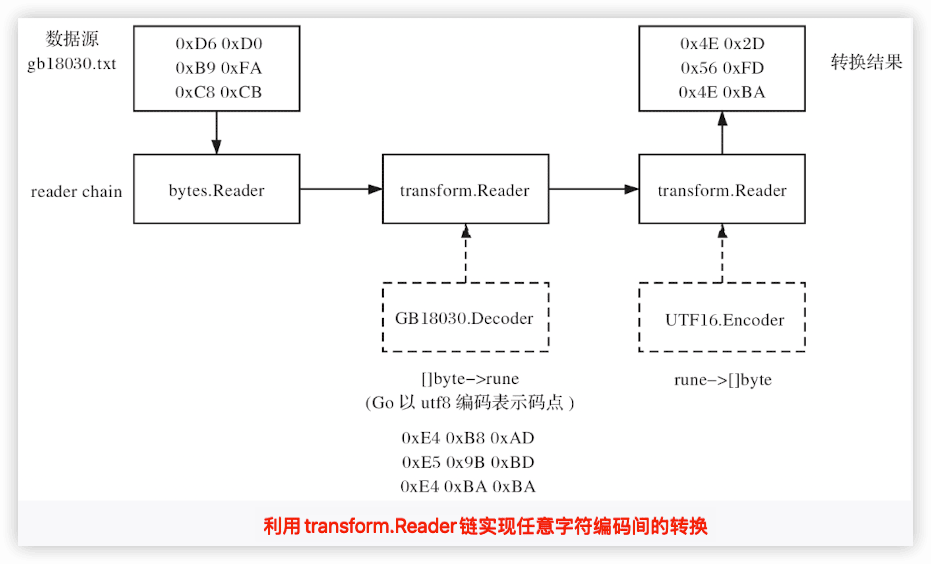 数据源
gb18030.txt
0xD6 0xD0
0xB9 0xFA
0xC8 0xCB
0x4E 0x2D
0x56 0xFD
0x4E 0xBA
转换结果
reader chain
bytes.Reader
transform.Reader
transform.Reader
GB18030.Decoder
UTF16.Encoder
[]byte->rune
(Go 以 utf8 编码表示码点 )
rune->[]byte
0xE4 0xB8 0xAD
0xE5 0x9B 0xBD
0xE4 0xBA 0xBA
利用 transform.Reader 链实现任意字符编码间的转换